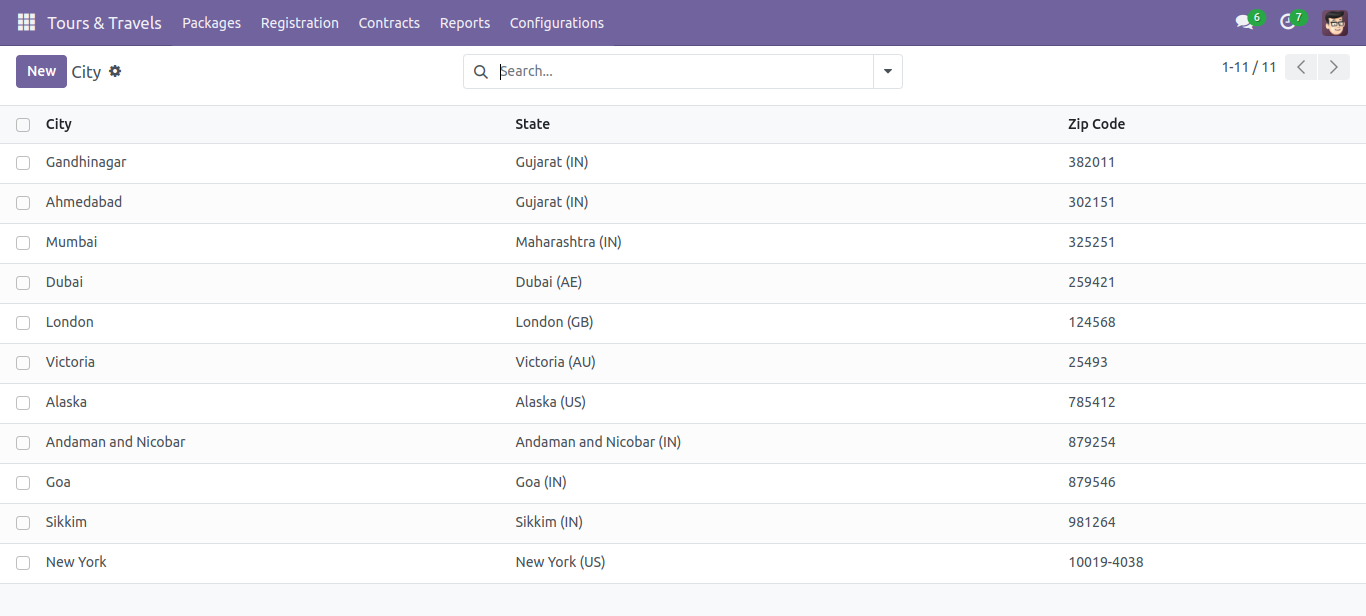 Tours & Travels Packages Registration Contracts Reports Configurations 6 7
New City Search... 1-11 / 11
City State Zip Code
Gandhinagar Gujarat (IN) 382011
Ahmedabad Gujarat (IN) 302151
Mumbai Maharashtra (IN) 325251
Dubai Dubai (AE) 259421
London London (GB) 124568
Victoria Victoria (AU) 25493
Alaska Alaska (US) 785412
Andaman and Nicobar Andaman and Nicobar (IN) 879254
Goa Goa (IN) 879546
Sikkim Sikkim (IN) 981264
New York New York (US) 10019-4038